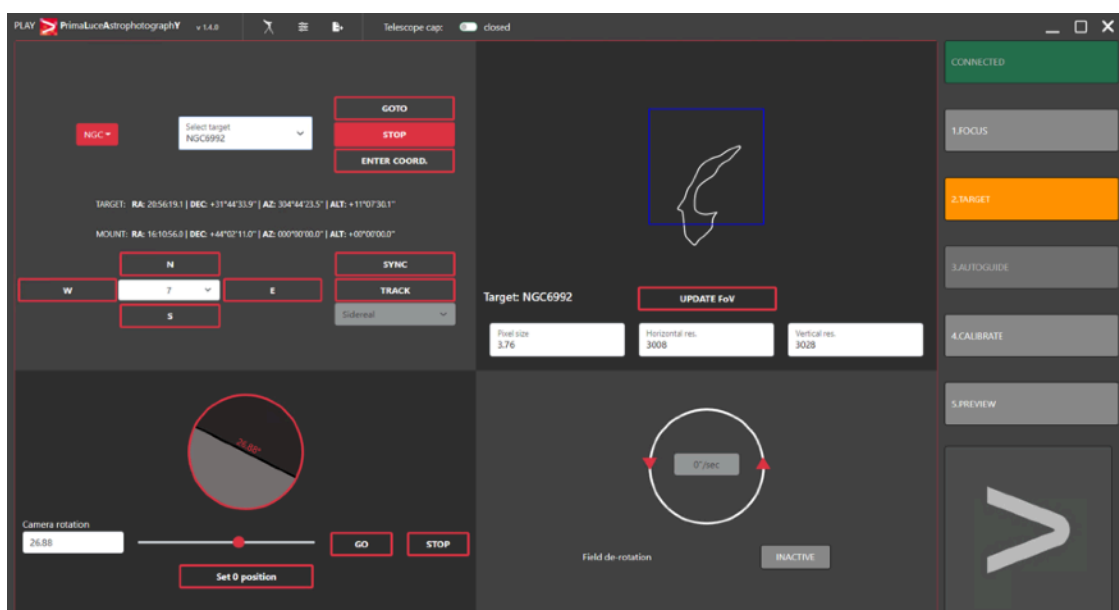 PLAY PrimaLuceAstrophotographY v 1.4.0 Telescope cap: closed
CONNECTED
1.FOCUS
2.TARGET
3.AUTOGUIDE
4.CALIBRATE
5.PREVIEW
NGC
Select target
NGC6992
GOTO
STOP
ENTER COORD.
TARGET: RA: 20:56:19.1 | DEC: +31°44'33.9" | AZ: 304°44'23.5" | ALT: +11°07'30.1"
MOUNT: RA: 16:10:56.0 | DEC: +44°02'11.0" | AZ: 000°00'00.0" | ALT: +00°00'00.0"
N
W 7 E
S
SYNC
TRACK
Sidereal
Target: NGC6992 UPDATE FoV
Pixel size
3.76
Horizontal res.
3008
Vertical res.
3028
26.88°
Camera rotation
26.88
GO STOP
Set 0 position
0°/sec
Field de-rotation INACTIVE